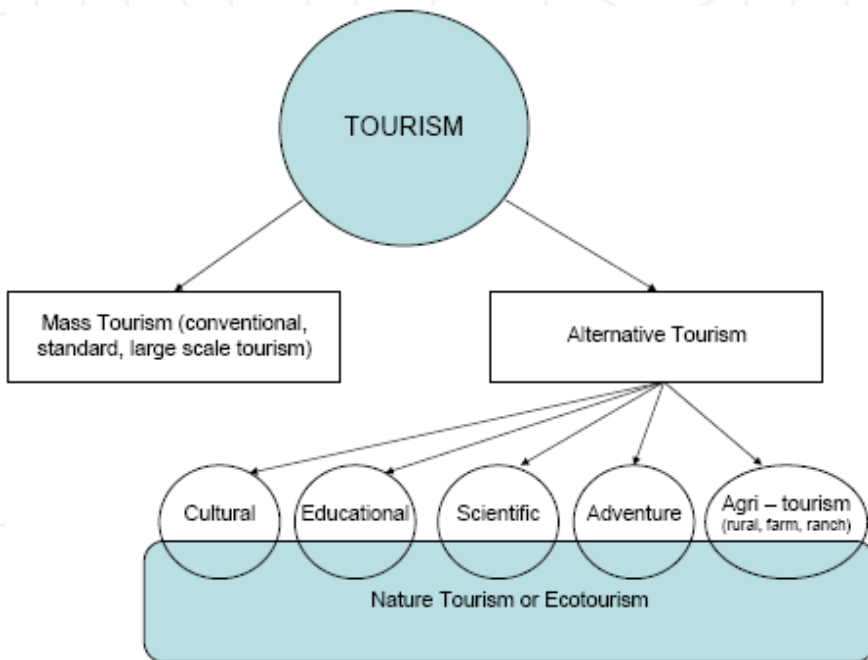 TOURISM
Mass Tourism (conventional,
standard, large scale tourism)
Alternative Tourism
Cultural
Educational
Scientific
Adventure
Agri – tourism
(rural, farm, ranch)
Nature Tourism or Ecotourism